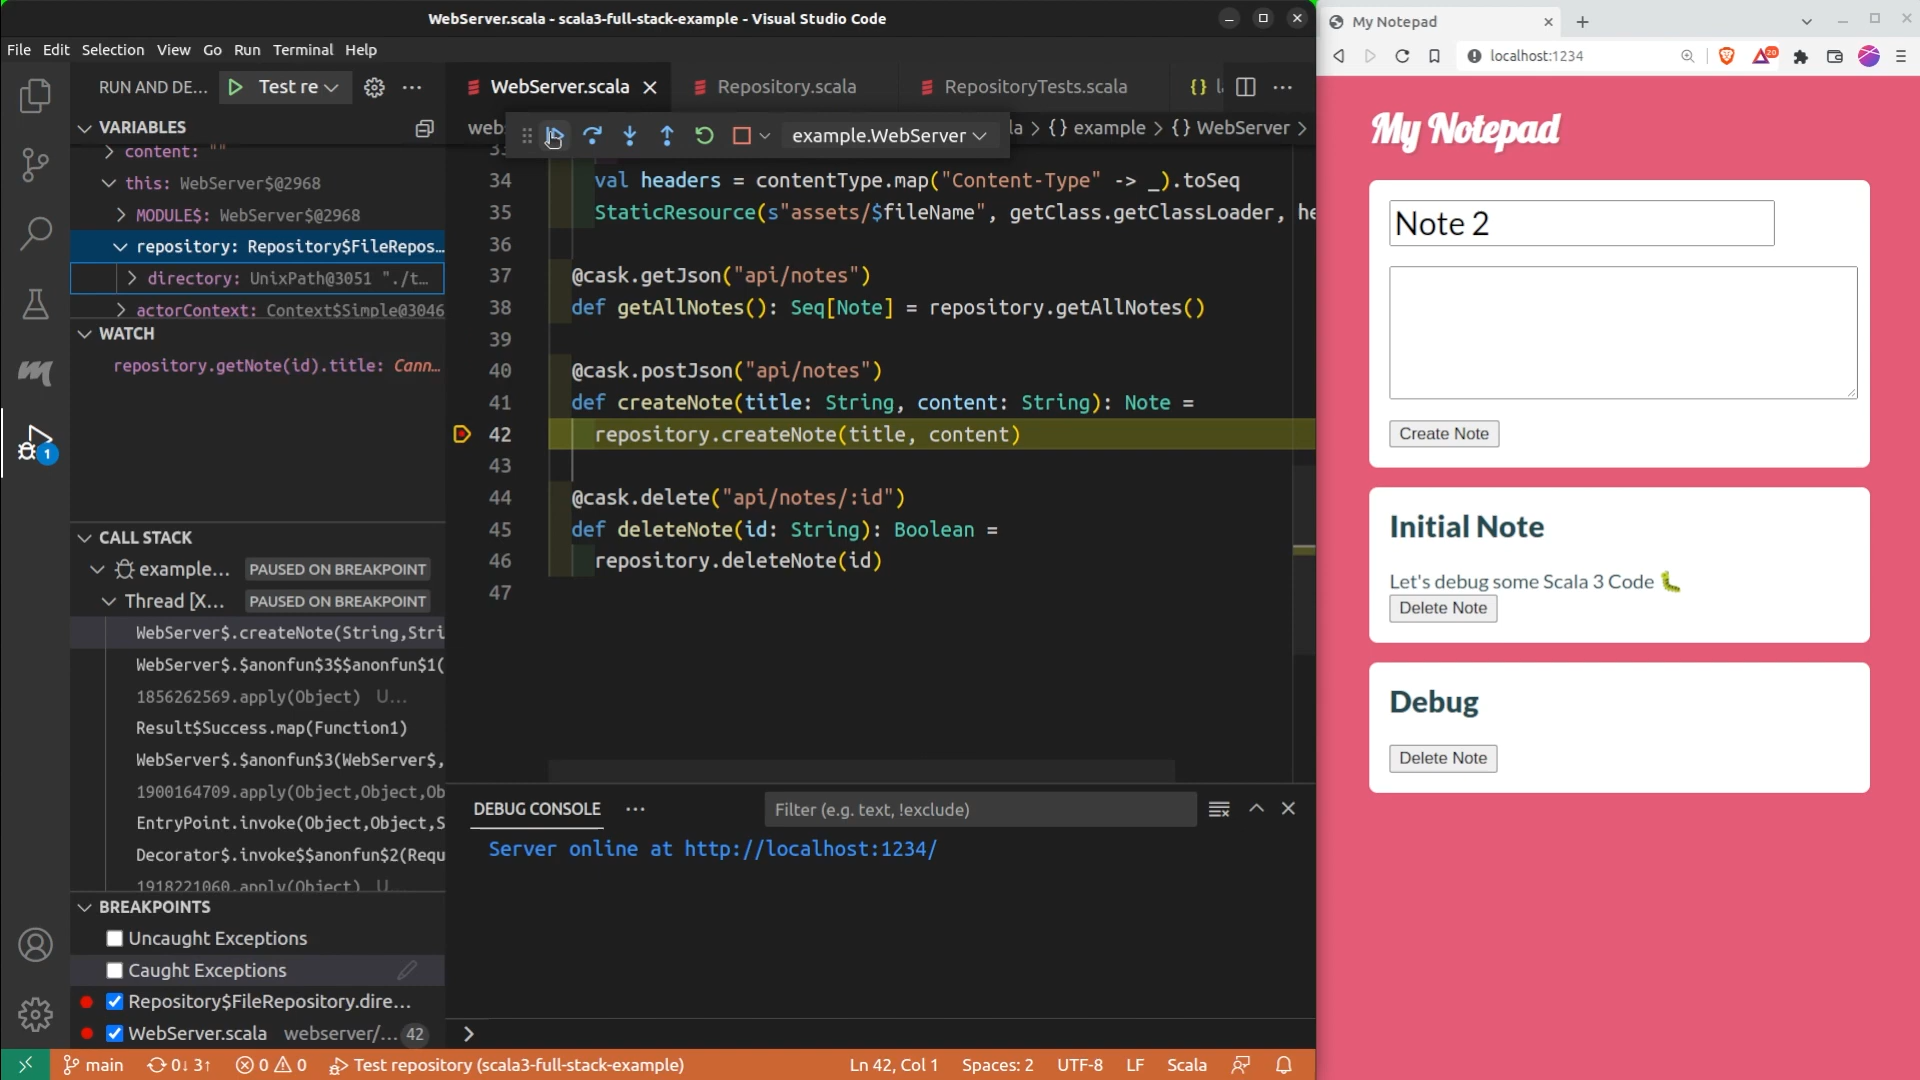 WebServer.scala - scala3-full-stack-example - Visual Studio Code
File Edit Selection View Go Run Terminal Help
RUN AND DE... Test re
VARIABLES
content: ""
this: WebServer$@2968
MODULE$: WebServer$@2968
repository: Repository$FileRepos...
directory: UnixPath@3051 "./t...
actorContext: Context$Simple@3046
WATCH
repository.getNote(id).title: Cann...
CALL STACK
example... PAUSED ON BREAKPOINT
Thread [X... PAUSED ON BREAKPOINT
WebServer$.createNote(String,Stri
WebServer$.$anonfun$3$$anonfun$1(
1856262569.apply(Object) U...
Result$Success.map(Function1)
WebServer$.$anonfun$3(WebServer$,
1900164709.apply(Object,Object,Ob
EntryPoint.invoke(Object,Object,S
Decorator$.invoke$$anonfun$2(Requ
1918221060.apply(Object) U...
BREAKPOINTS
Uncaught Exceptions
Caught Exceptions
Repository$FileRepository.dire...
WebServer.scala webserver/... 42
1
WebServer.scala Repository.scala RepositoryTests.scala {}
web example.WebServer la > {} example > {} WebServer >
33
34 val headers = contentType.map("Content-Type" -> _).toSeq
35 StaticResource(s"assets/$fileName", getClass.getClassLoader, he
36
37 @cask.getJson("api/notes")
38 def getAllNotes(): Seq[Note] = repository.getAllNotes()
39
40 @cask.postJson("api/notes")
41 def createNote(title: String, content: String): Note =
42 repository.createNote(title, content)
43
44 @cask.delete("api/notes/:id")
45 def deleteNote(id: String): Boolean =
46 repository.deleteNote(id)
47
DEBUG CONSOLE Filter (e.g. text, !exclude)
Server online at http://localhost:1234/
main 0↓ 3↑ 0 0 Test repository (scala3-full-stack-example) Ln 42, Col 1 Spaces: 2 UTF-8 LF Scala
My Notepad
localhost:1234 20
My Notepad
Note 2
Create Note
Initial Note
Let's debug some Scala 3 Code 🐛
Delete Note
Debug
Delete Note